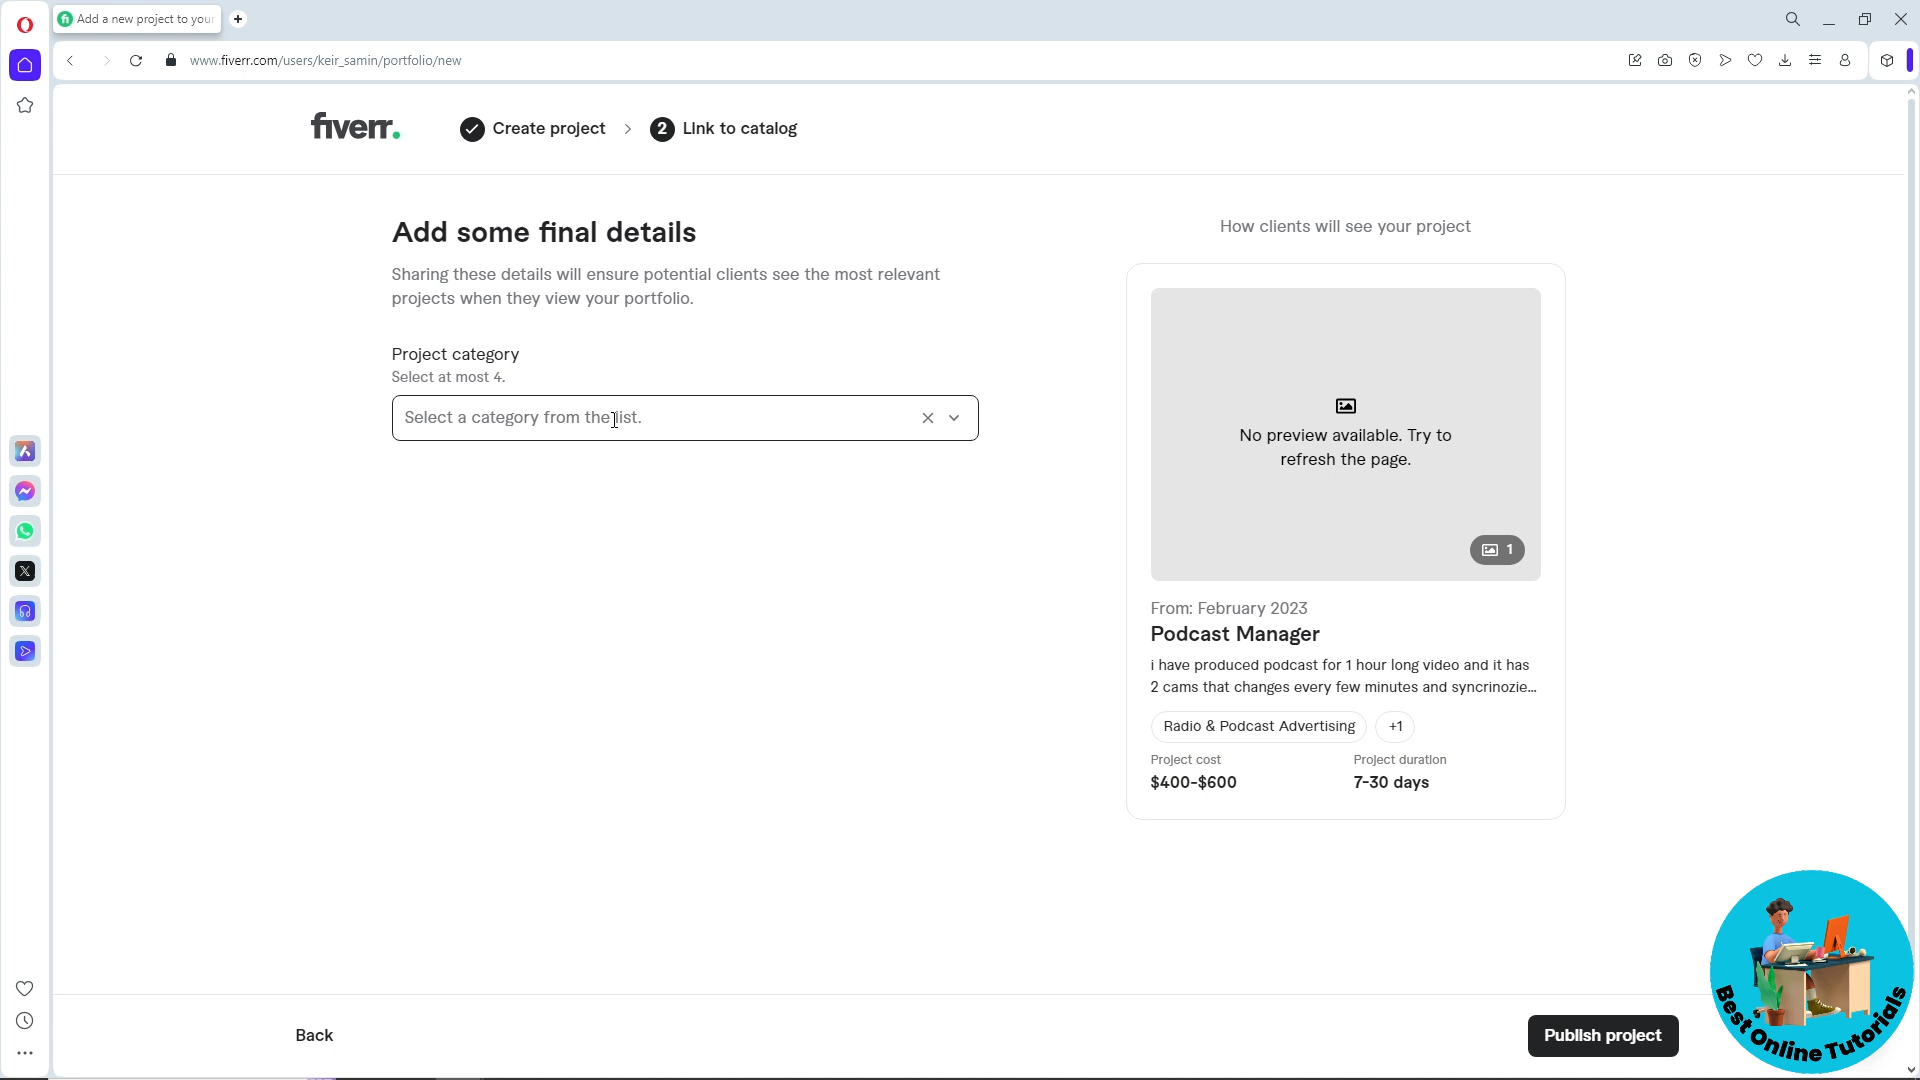 Add a new project to your
www.fiverr.com/users/keir_samin/portfolio/new
fiverr.
Create project
2 Link to catalog
Add some final details
Sharing these details will ensure potential clients see the most relevant
projects when they view your portfolio.
Project category
Select at most 4.
Select a category from the list.
How clients will see your project
No preview available. Try to
refresh the page.
1
From: February 2023
Podcast Manager
i have produced podcast for 1 hour long video and it has
2 cams that changes every few minutes and syncrinozie...
Radio & Podcast Advertising
+1
Project cost
Project duration
$400-$600
7-30 days
Back
Publish project
Best Online Tutorials